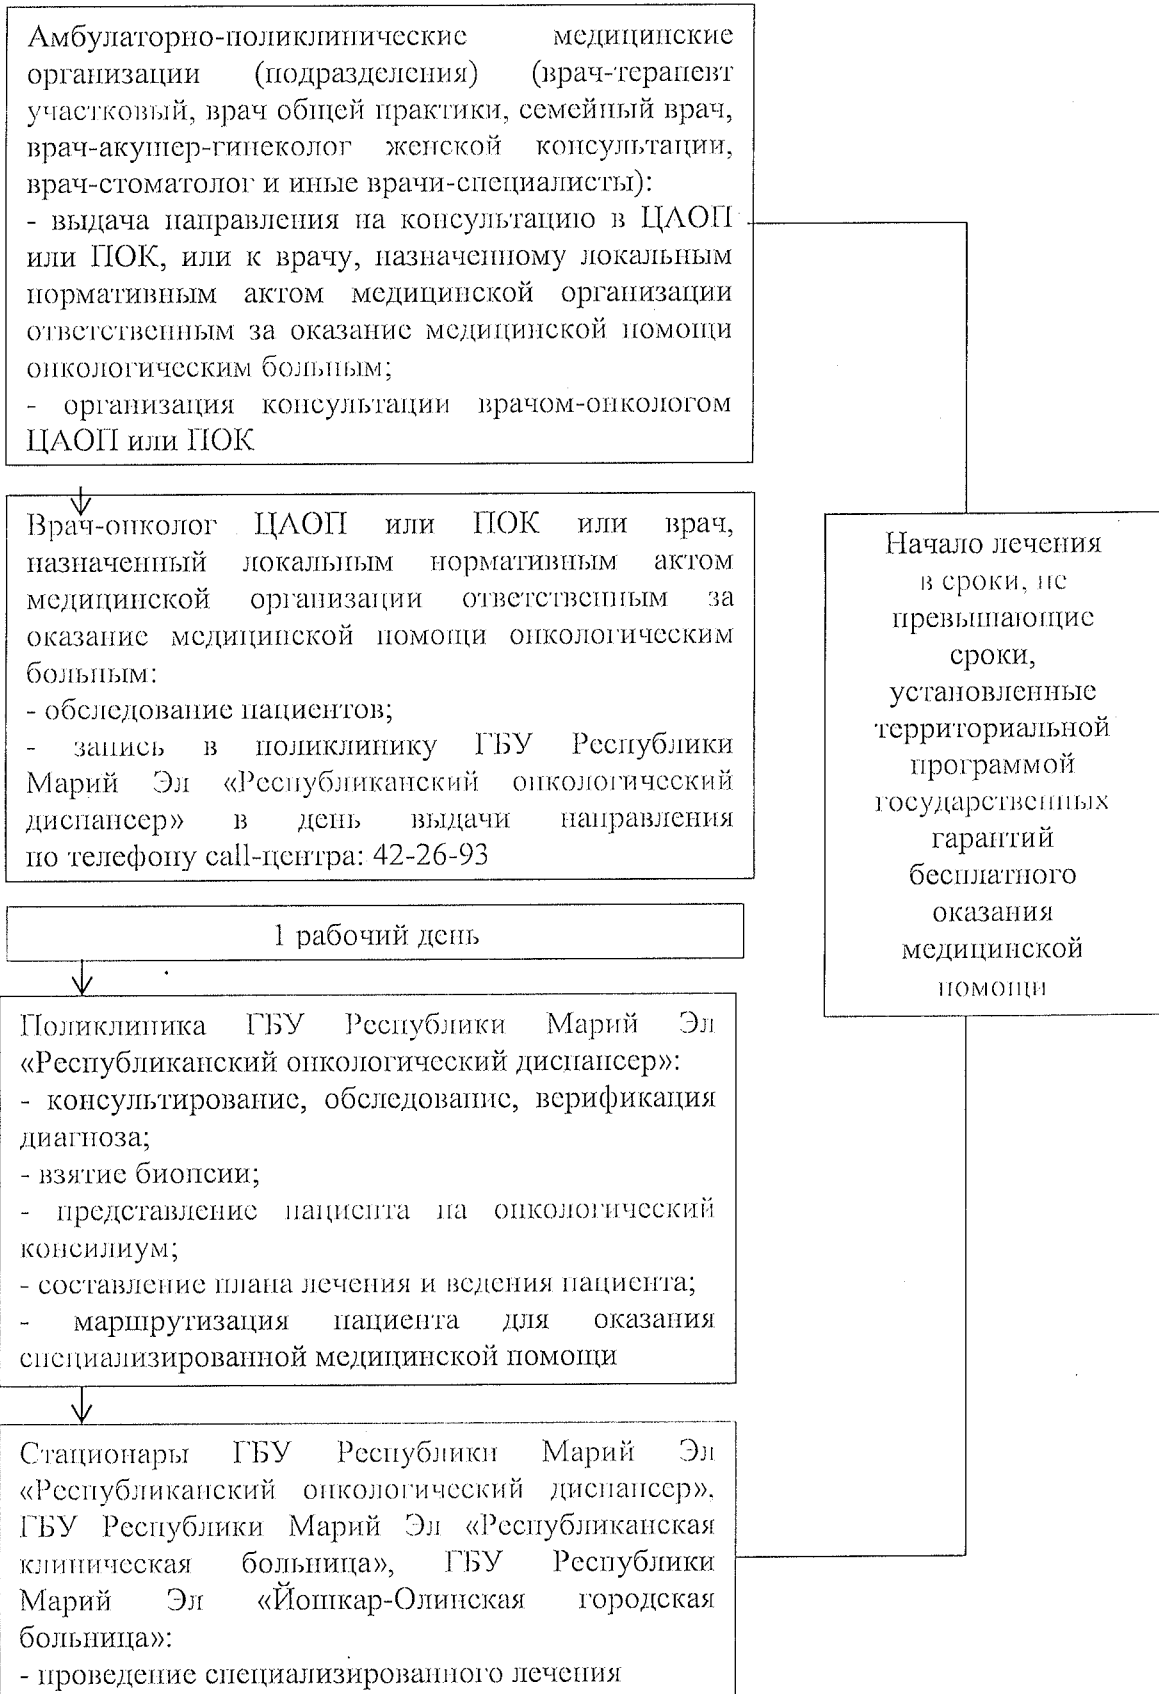 Амбулаторно-поликлинические медицинские
организации (подразделения) (врач-терапевт
участковый, врач общей практики, семейный врач,
врач-акушер-гинеколог женской консультации,
врач-стоматолог и иные врачи-специалисты):
- выдача направления на консультацию в ЦАОП
или ПОК, или к врачу, назначенному локальным
нормативным актом медицинской организации
ответственным за оказание медицинской помощи
онкологическим больным;
- организация консультации врачом-онкологом
ЦАОП или ПОК
Врач-онколог ЦАОП или ПОК или врач,
назначенный локальным нормативным актом
медицинской организации ответственным за
оказание медицинской помощи онкологическим
больным:
- обследование пациентов;
- запись в поликлинику ГБУ Республики
Марий Эл «Республиканский онкологический
диспансер» в день выдачи направления
по телефону call-центра: 42-26-93
1 рабочий день
Поликлиника ГБУ Республики Марий Эл
«Республиканский онкологический диспансер»:
- консультирование, обследование, верификация
диагноза;
- взятие биопсии;
- представление пациента на онкологический
консилиум;
- составление плана лечения и ведения пациента;
- маршрутизация пациента для оказания
специализированной медицинской помощи
Стационары ГБУ Республики Марий Эл
«Республиканский онкологический диспансер»,
ГБУ Республики Марий Эл «Республиканская
клиническая больница», ГБУ Республики
Марий Эл «Йошкар-Олинская городская
больница»:
- проведение специализированного лечения
Начало лечения
в сроки, не
превышающие
сроки,
установленные
территориальной
программой
государственных
гарантий
бесплатного
оказания
медицинской
помощи